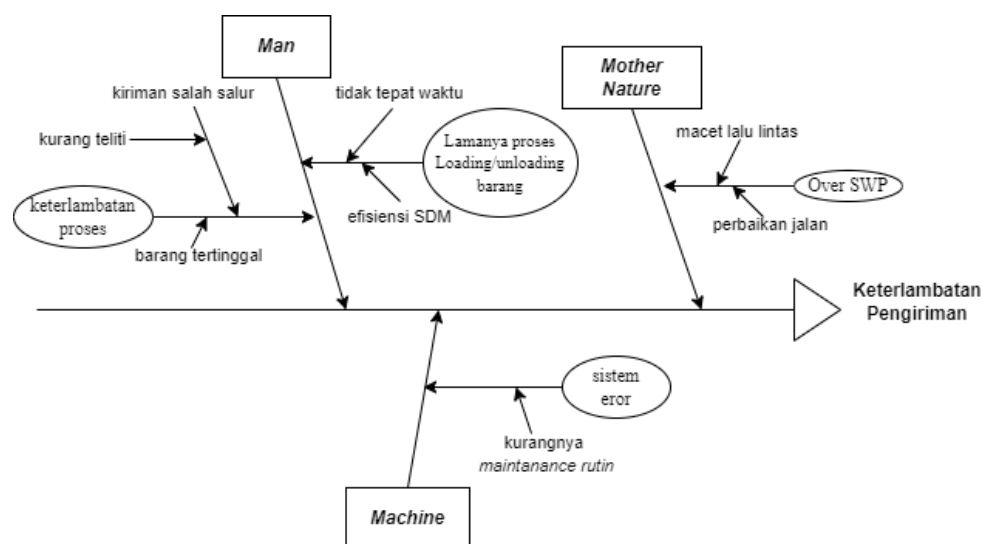 Man
Mother
Nature
kiriman salah salur
tidak tepat waktu
kurang teliti
Lamanya proses
Loading/unloading
barang
macet lalu lintas
Over SWP
keterlambatan
proses
efisiensi SDM
perbaikan jalan
barang tertinggal
Keterlambatan
Pengiriman
sistem
eror
kurangnya
maintanance rutin
Machine